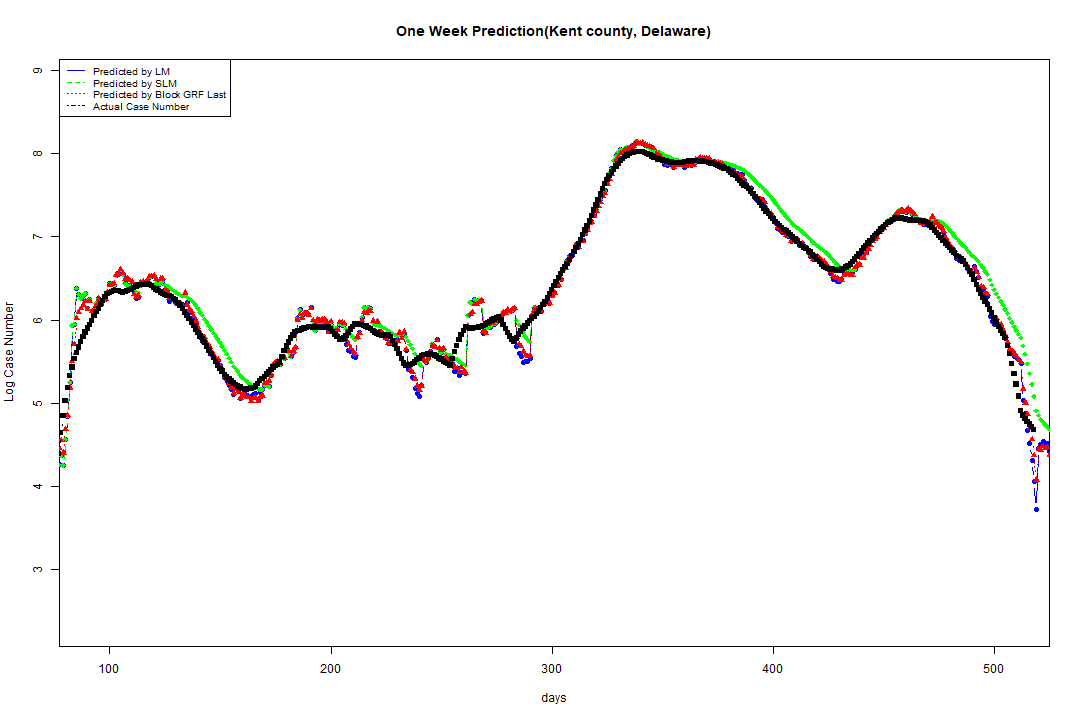 One Week Prediction(Kent county, Delaware)
Predicted by LM
Predicted by SLM
Predicted by Block GRF Last
Actual Case Number
9
8
7
6
5
4
3
Log Case Number
100 200 300 400 500
days